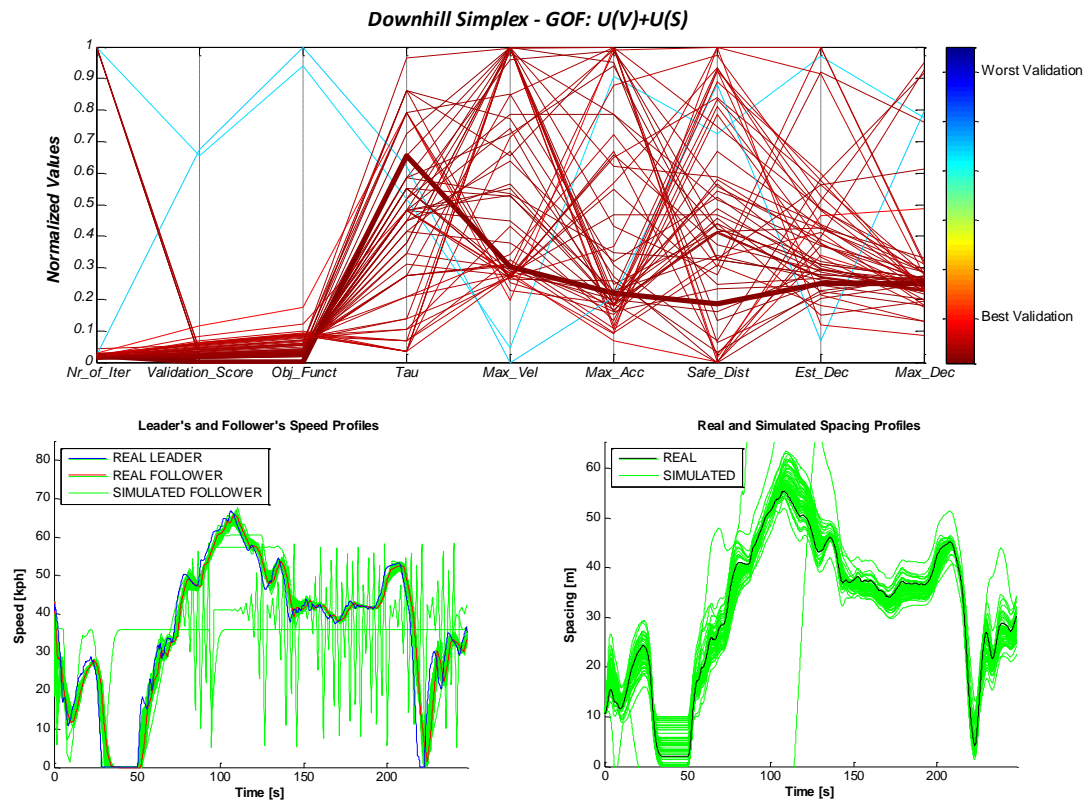 Downhill Simplex - GOF: U(V)+U(S)
Normalized Values
1
0.9
0.8
0.7
0.6
0.5
0.4
0.3
0.2
0.1
0
Nr_of_Iter Validation_Score Obj_Funct Tau Max_Vel Max_Acc Safe_Dist Est_Dec Max_Dec
Worst Validation
Best Validation
Leader's and Follower's Speed Profiles
REAL LEADER
REAL FOLLOWER
SIMULATED FOLLOWER
Speed [kph]
80
70
60
50
40
30
20
10
0
0 50 100 150 200
Time [s]
Real and Simulated Spacing Profiles
REAL
SIMULATED
Spacing [m]
60
50
40
30
20
10
0
0 50 100 150 200
Time [s]